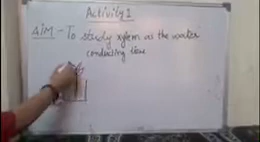 Activity 1
AIM - To study xylem as the water
conducting tissue